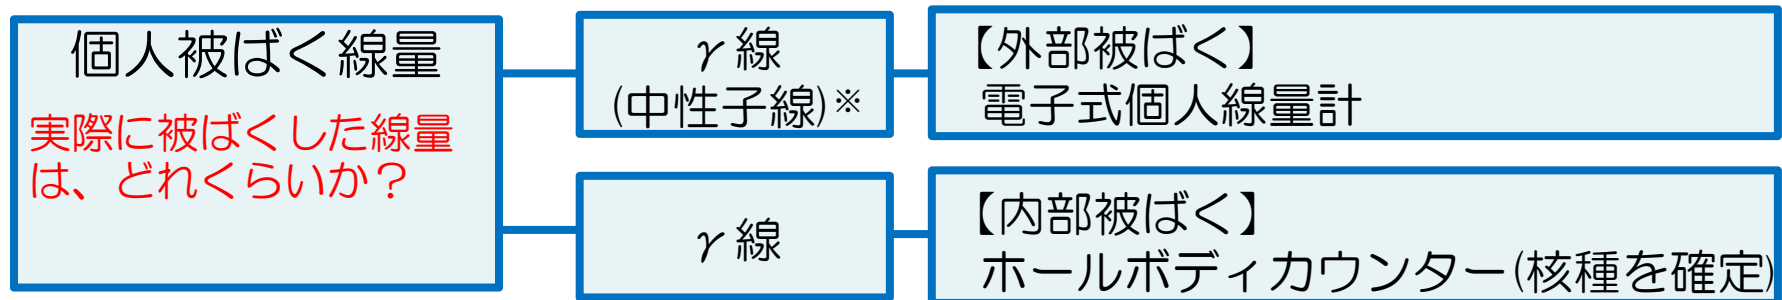 個人被ばく線量
実際に被ばくした線量
は、どれくらいか？
γ線
(中性子線)※
【外部被ばく】
電子式個人線量計
γ線
【内部被ばく】
ホールボディカウンター(核種を確定)